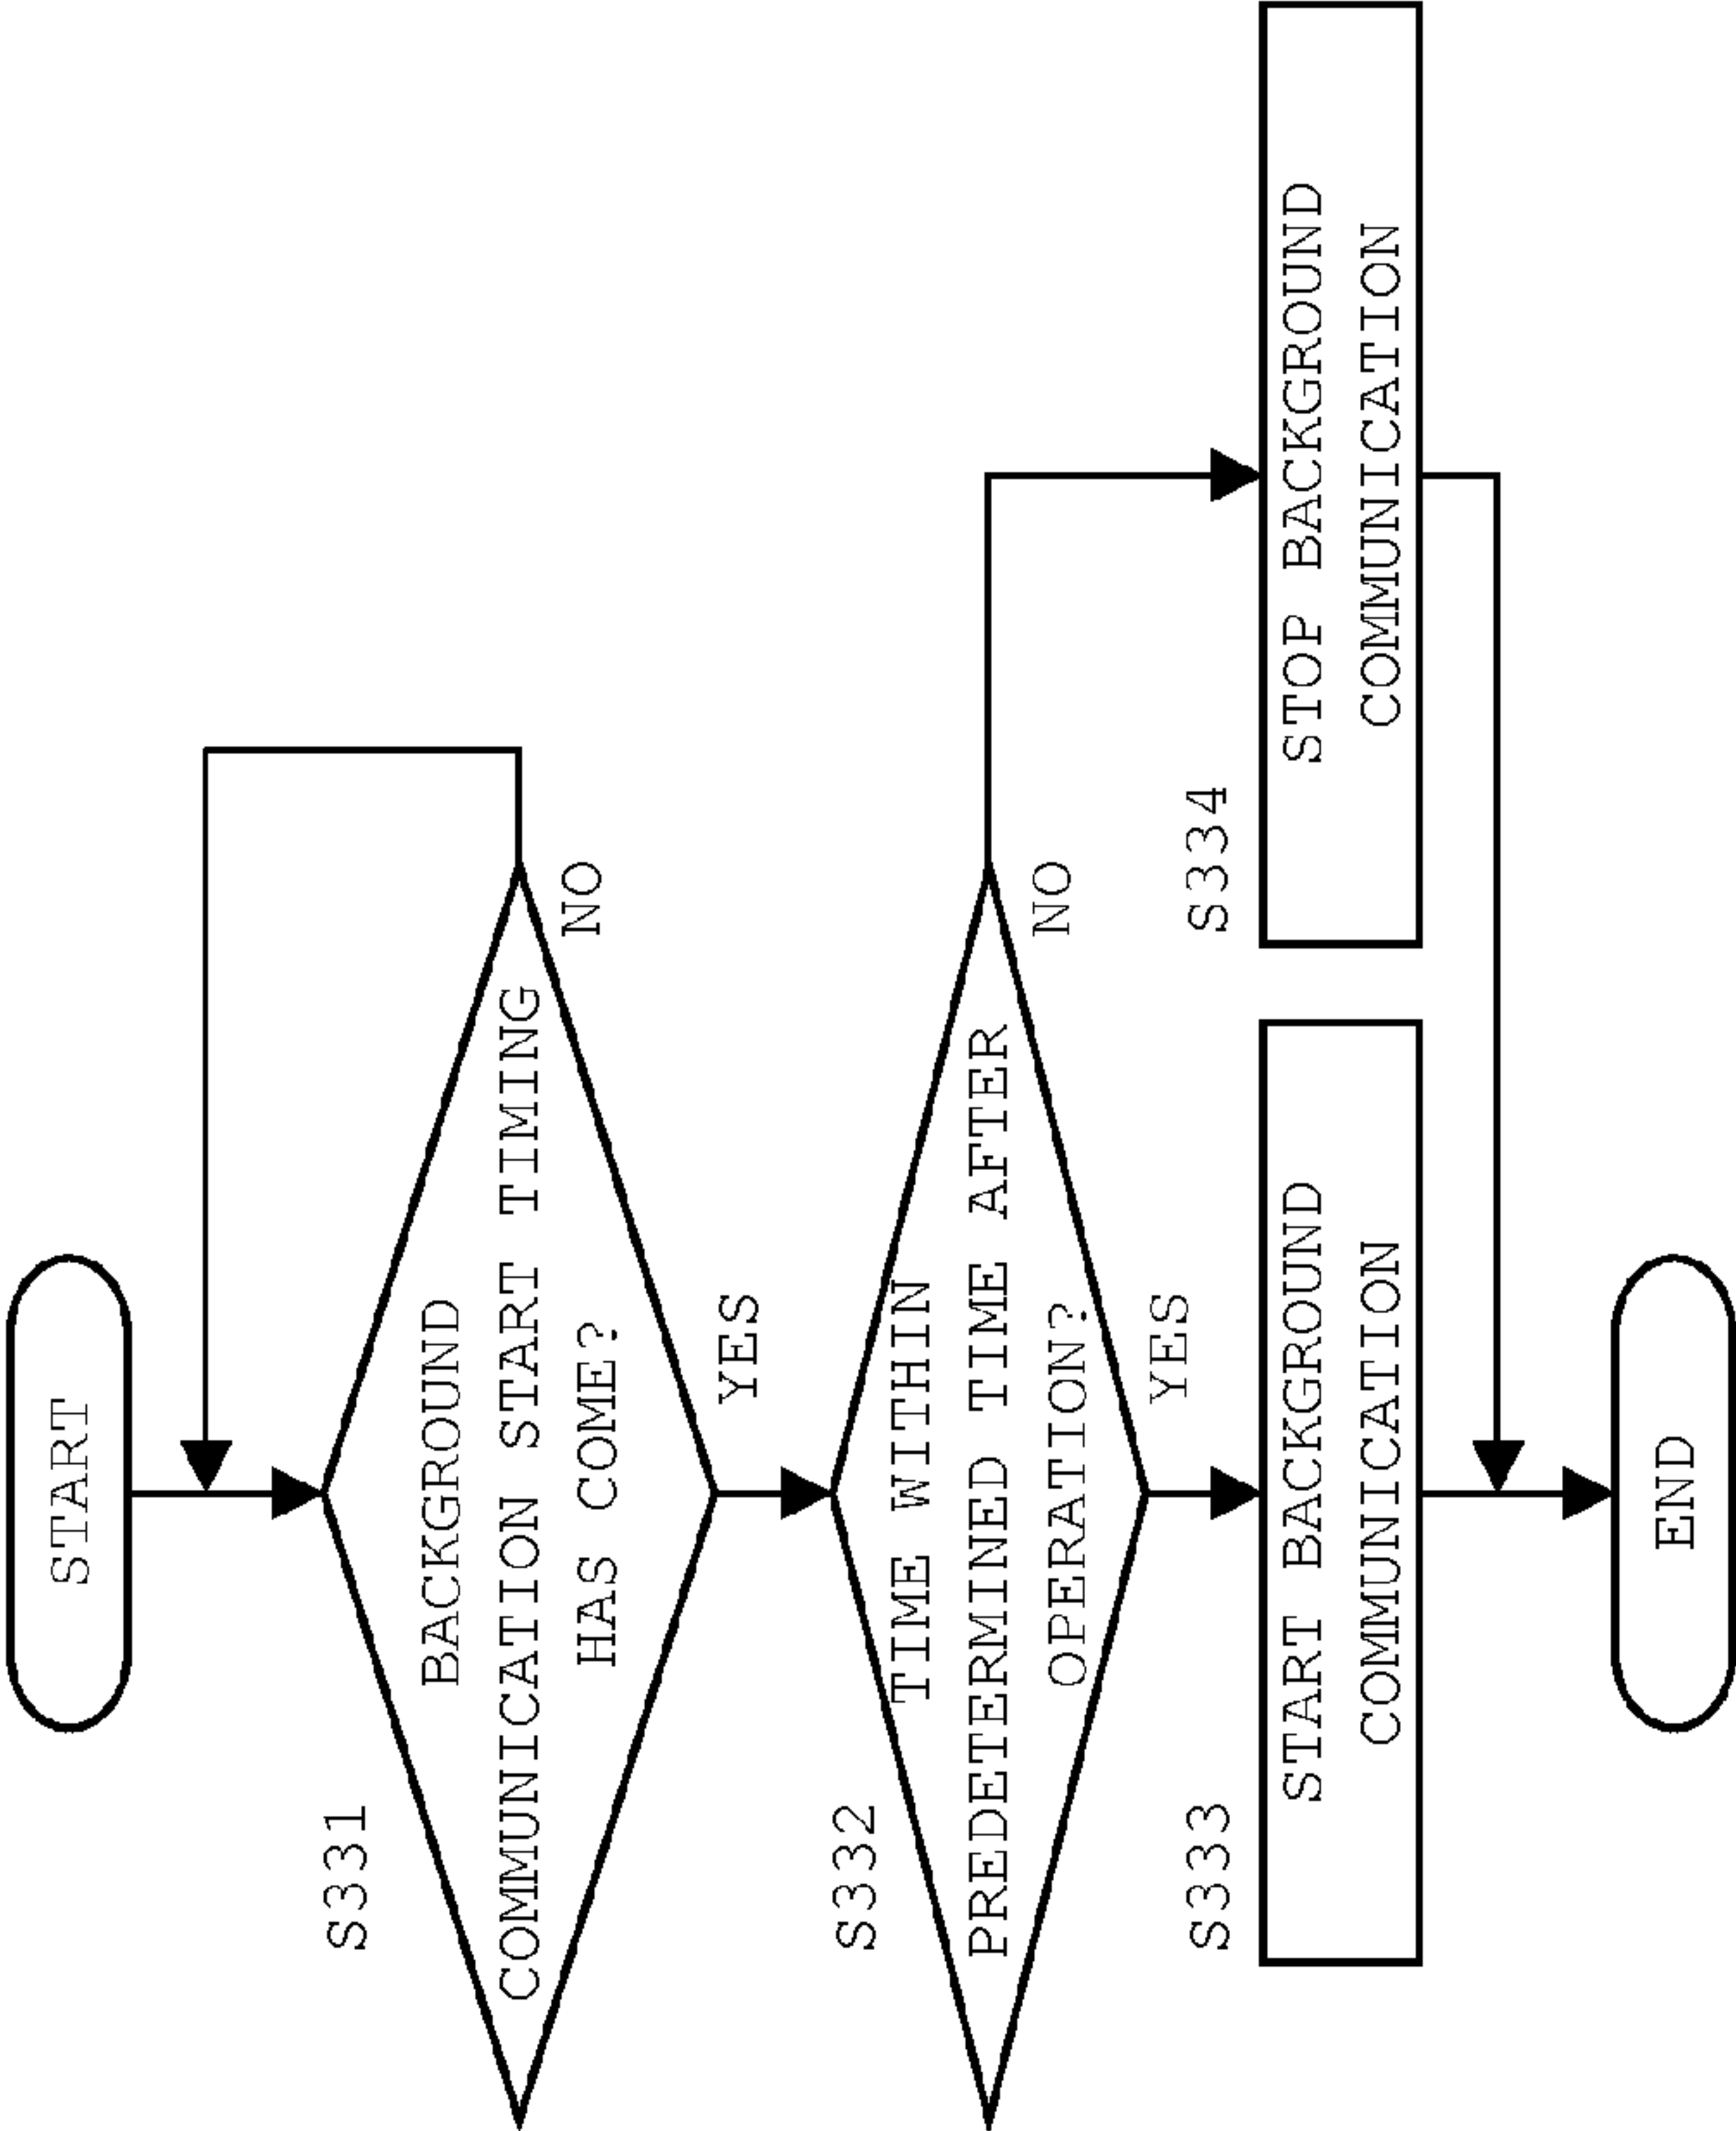 START
S331
BACKGROUND
COMMUNICATION START TIMING
HAS COME?
NO
YES
S332
TIME WITHIN
PREDETERMINED TIME AFTER
OPERATION?
NO
YES
S333
START BACKGROUND
COMMUNICATION
S334
STOP BACKGROUND
COMMUNICATION
END